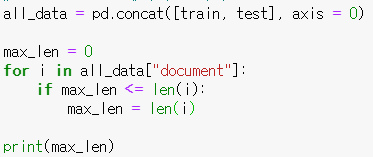 all_data = pd.concat([train, test], axis = 0)
max_len = 0
for i in all_data["document"]:
    if max_len <= len(i):
        max_len = len(i)
print(max_len)